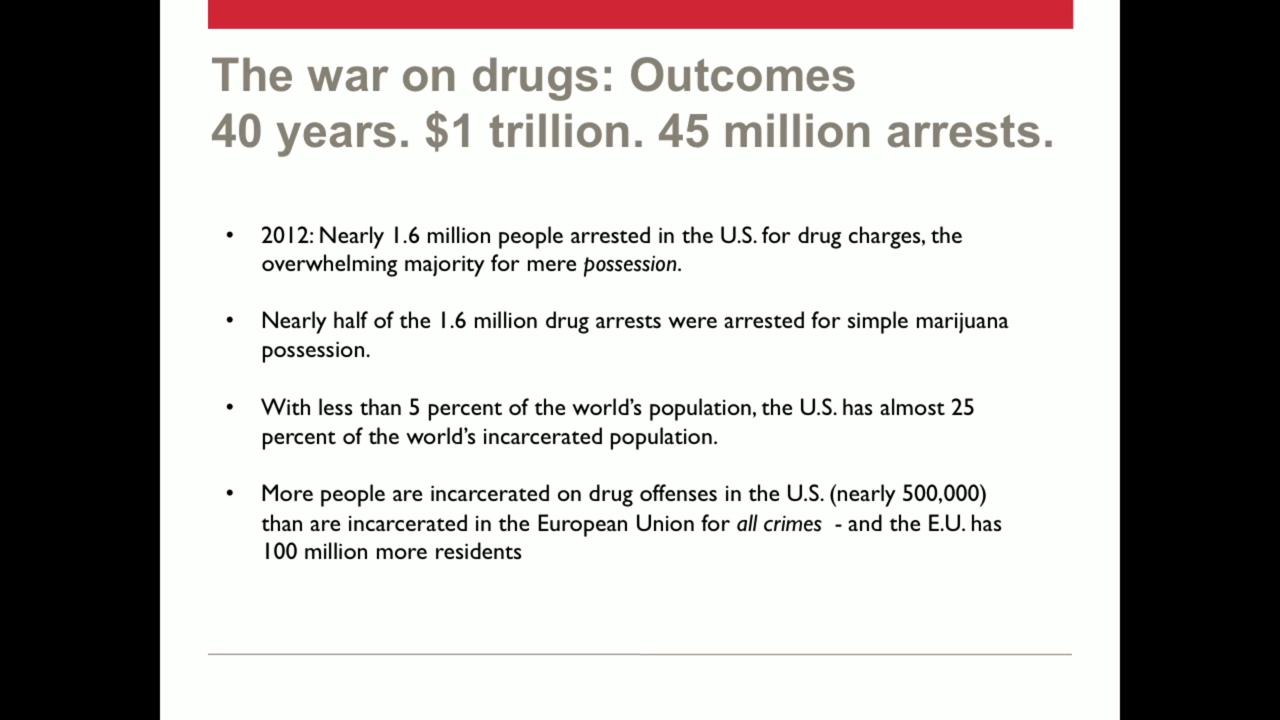 The war on drugs: Outcomes
40 years. $1 trillion. 45 million arrests.
• 2012: Nearly 1.6 million people arrested in the U.S. for drug charges, the
overwhelming majority for mere possession.
• Nearly half of the 1.6 million drug arrests were arrested for simple marijuana
possession.
• With less than 5 percent of the world’s population, the U.S. has almost 25
percent of the world’s incarcerated population.
• More people are incarcerated on drug offenses in the U.S. (nearly 500,000)
than are incarcerated in the European Union for all crimes - and the E.U. has
100 million more residents